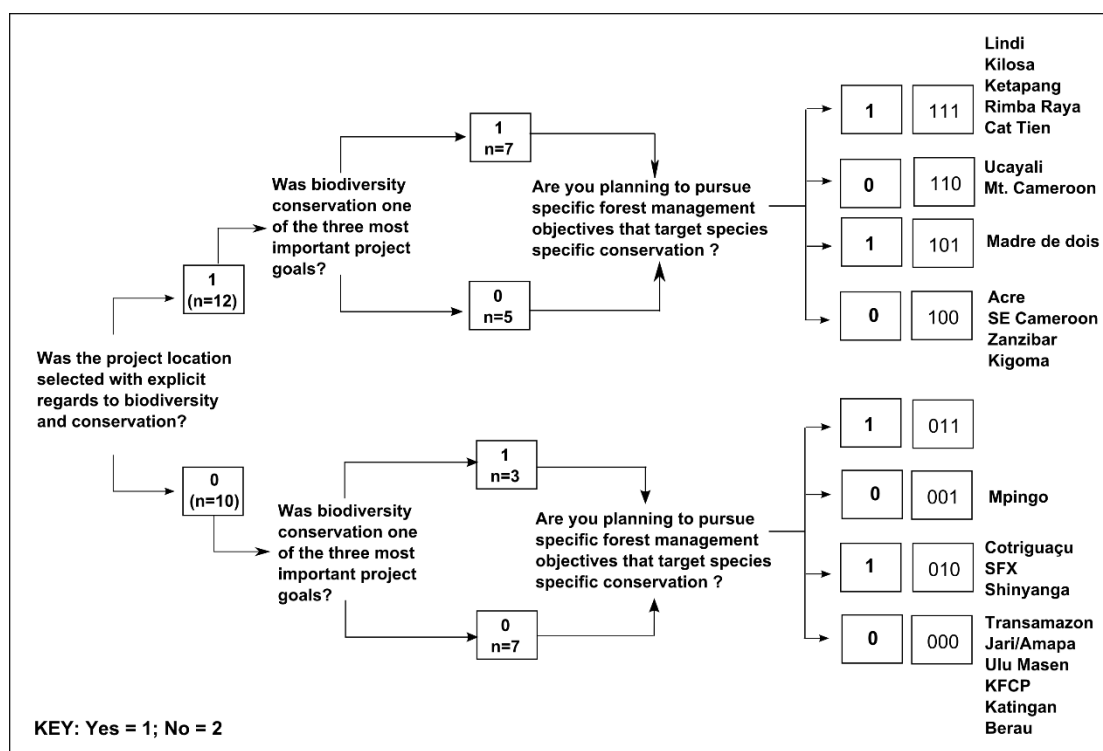 Was the project location
selected with explicit
regards to biodiversity
and conservation?
1
(n=12)
Was biodiversity
conservation one
of the three most
important project
goals?
1
n=7
0
n=5
Are you planning to pursue
specific forest management
objectives that target species
specific conservation ?
1
111
Lindi
Kilosa
Ketapang
Rimba Raya
Cat Tien
0
110
Ucayali
Mt. Cameroon
1
101
Madre de dois
0
100
Acre
SE Cameroon
Zanzibar
Kigoma
0
(n=10)
Was biodiversity
conservation one
of the three most
important project
goals?
1
n=3
0
n=7
Are you planning to pursue
specific forest management
objectives that target species
specific conservation ?
1
011
0
001
Mpingo
1
010
Cotriguaçu
SFX
Shinyanga
0
000
Transamazon
Jari/Amapa
Ulu Masen
KFCP
Katingan
Berau
KEY: Yes = 1; No = 2